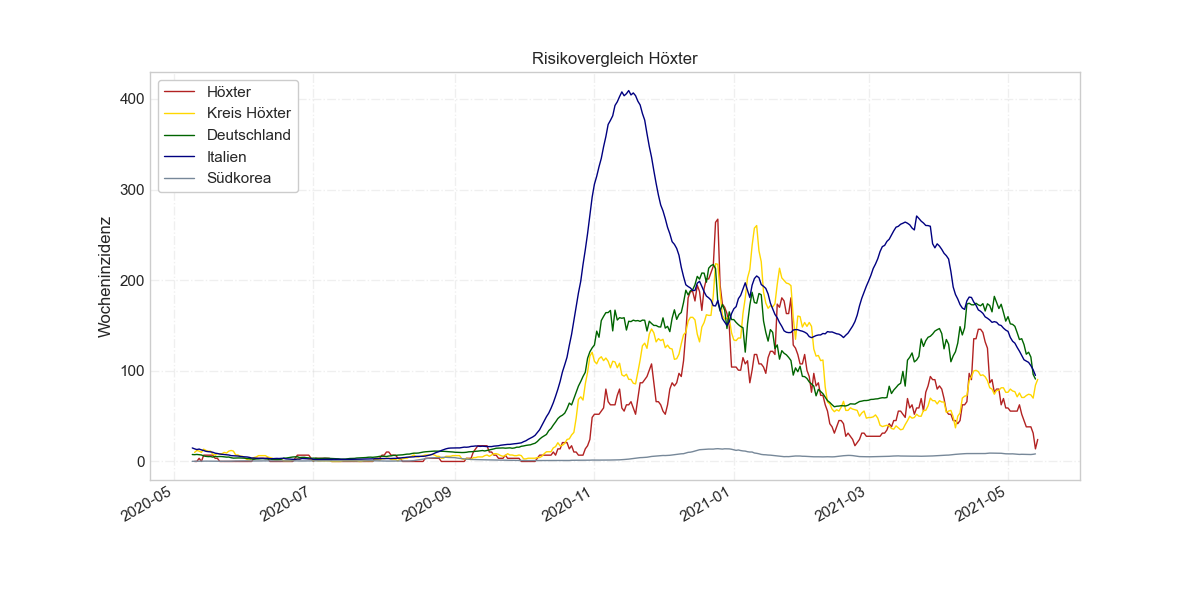 Risikovergleich Höxter
Höxter
Kreis Höxter
Deutschland
Italien
Südkorea
Wocheninzidenz
400
300
200
100
0
2020-05
2020-07
2020-09
2020-11
2021-01
2021-03
2021-05